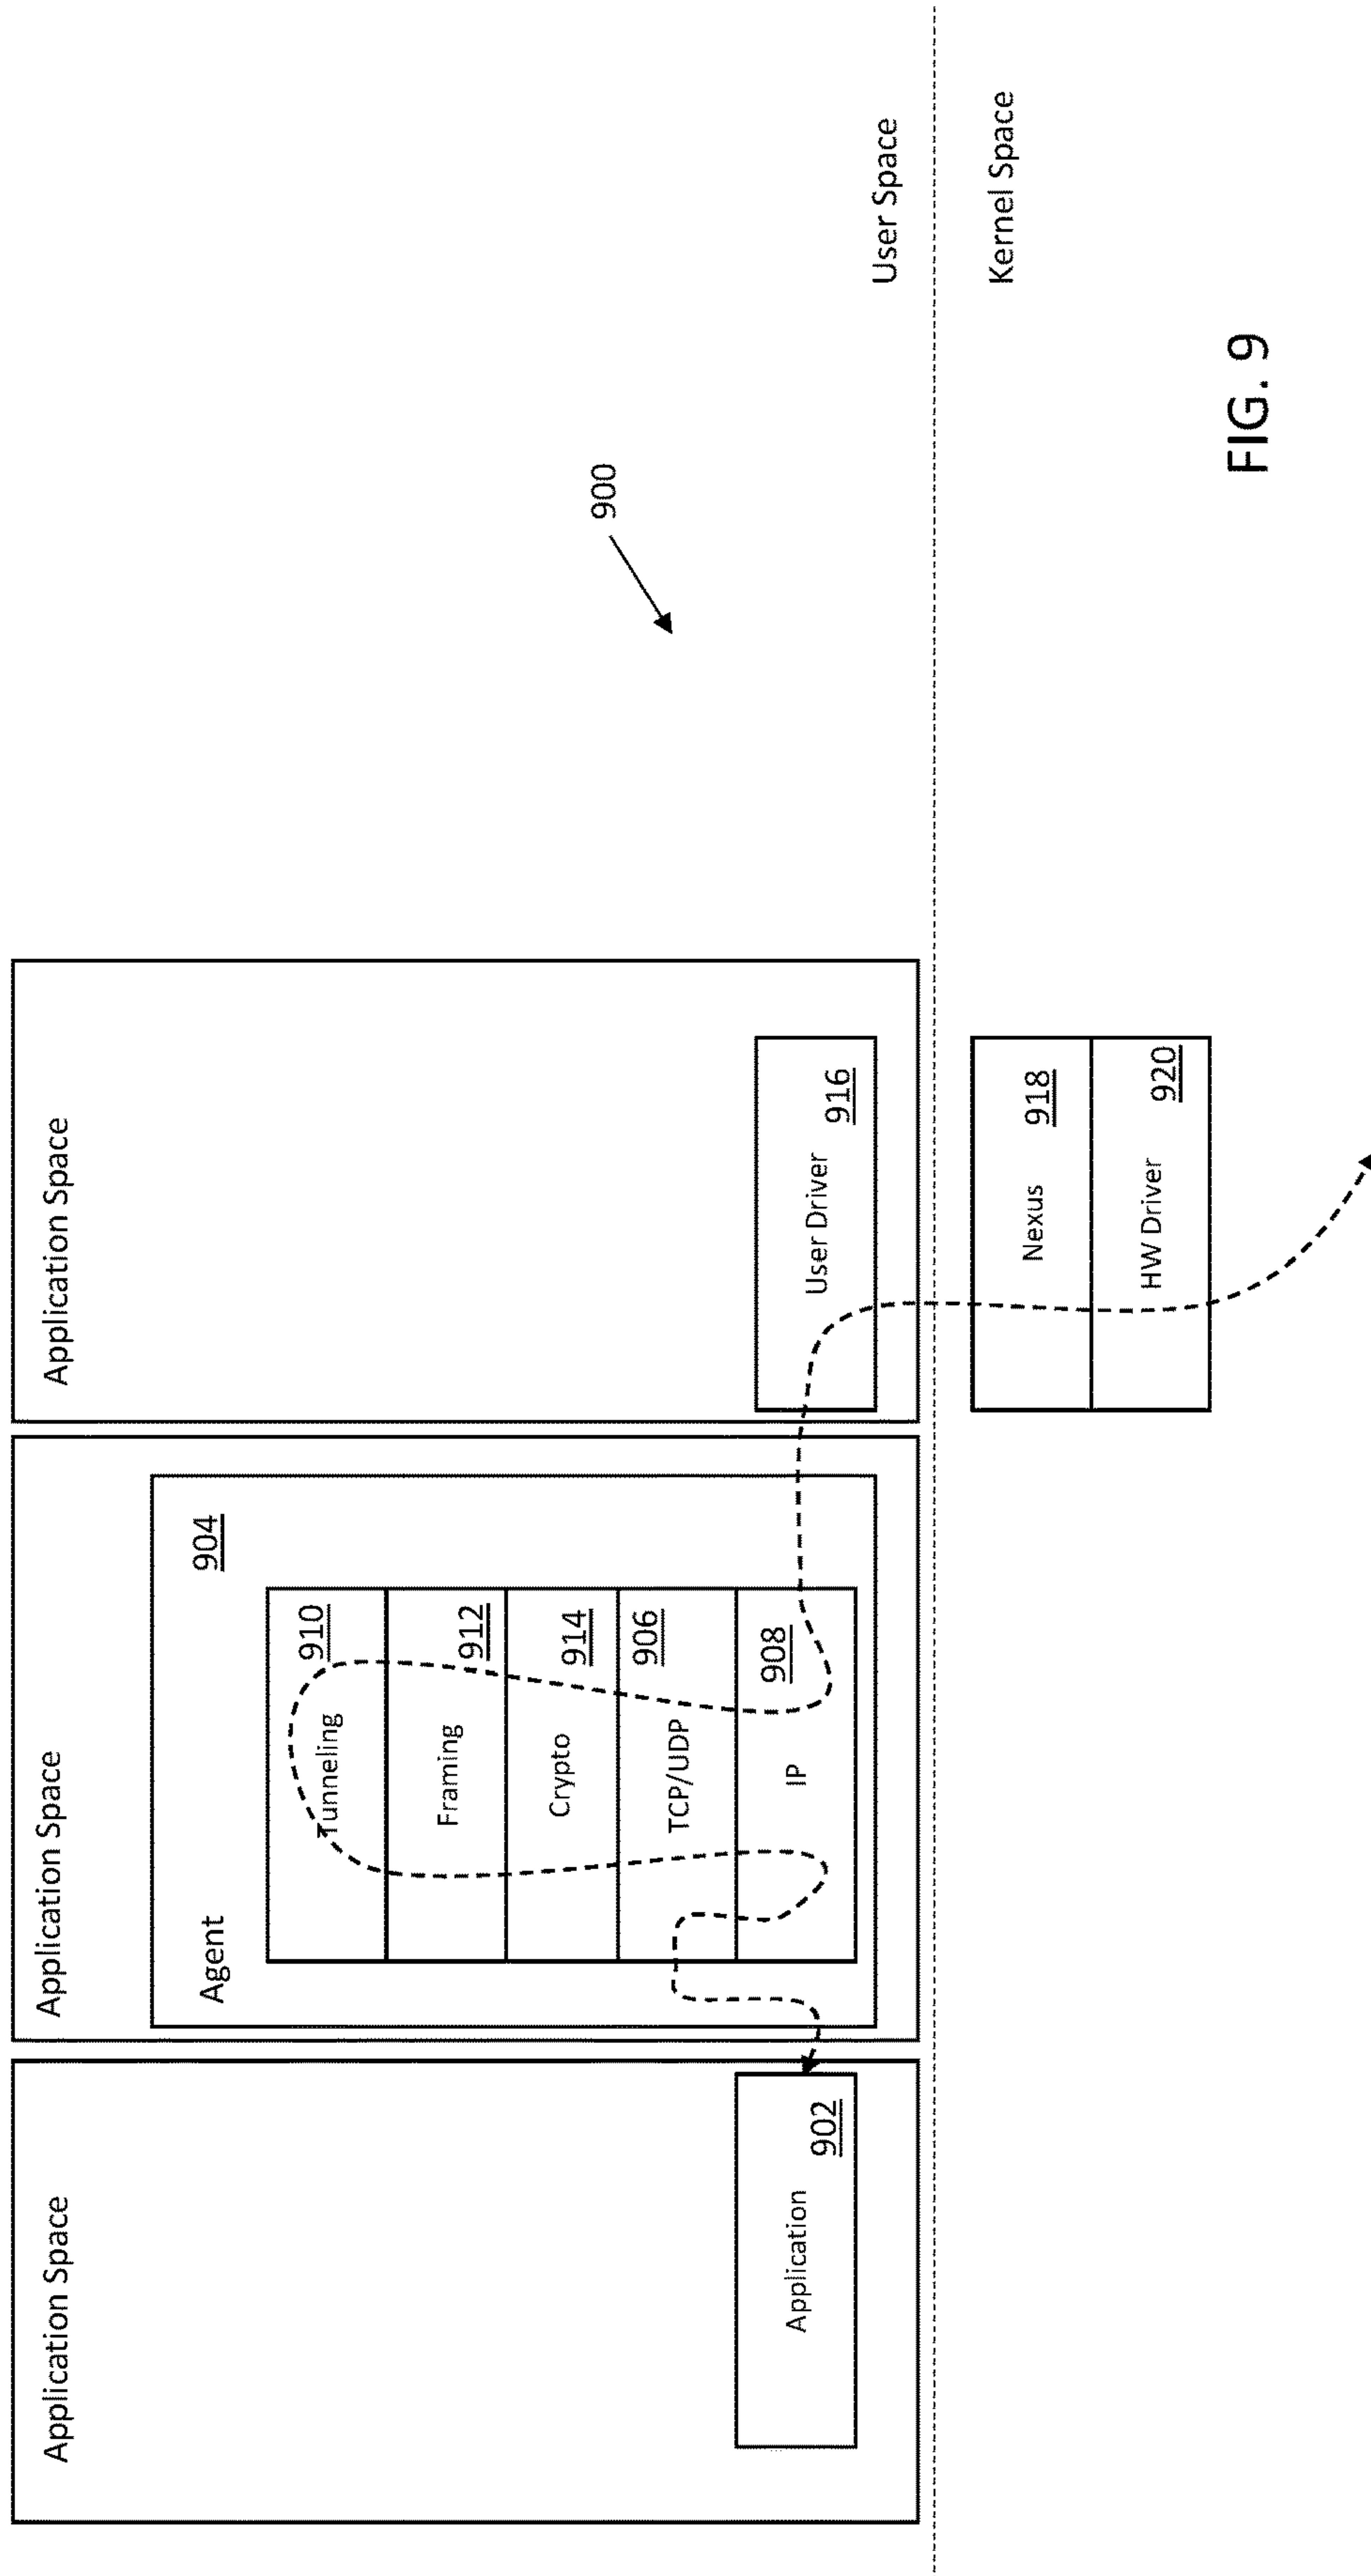 Application Space
Application
902
Application Space
Agent
904
Tunneling
910
Framing
912
Crypto
914
TCP/UDP
906
IP
908
Application Space
User Driver
916
Nexus
918
HW Driver
920
900
User Space
Kernel Space
FIG. 9